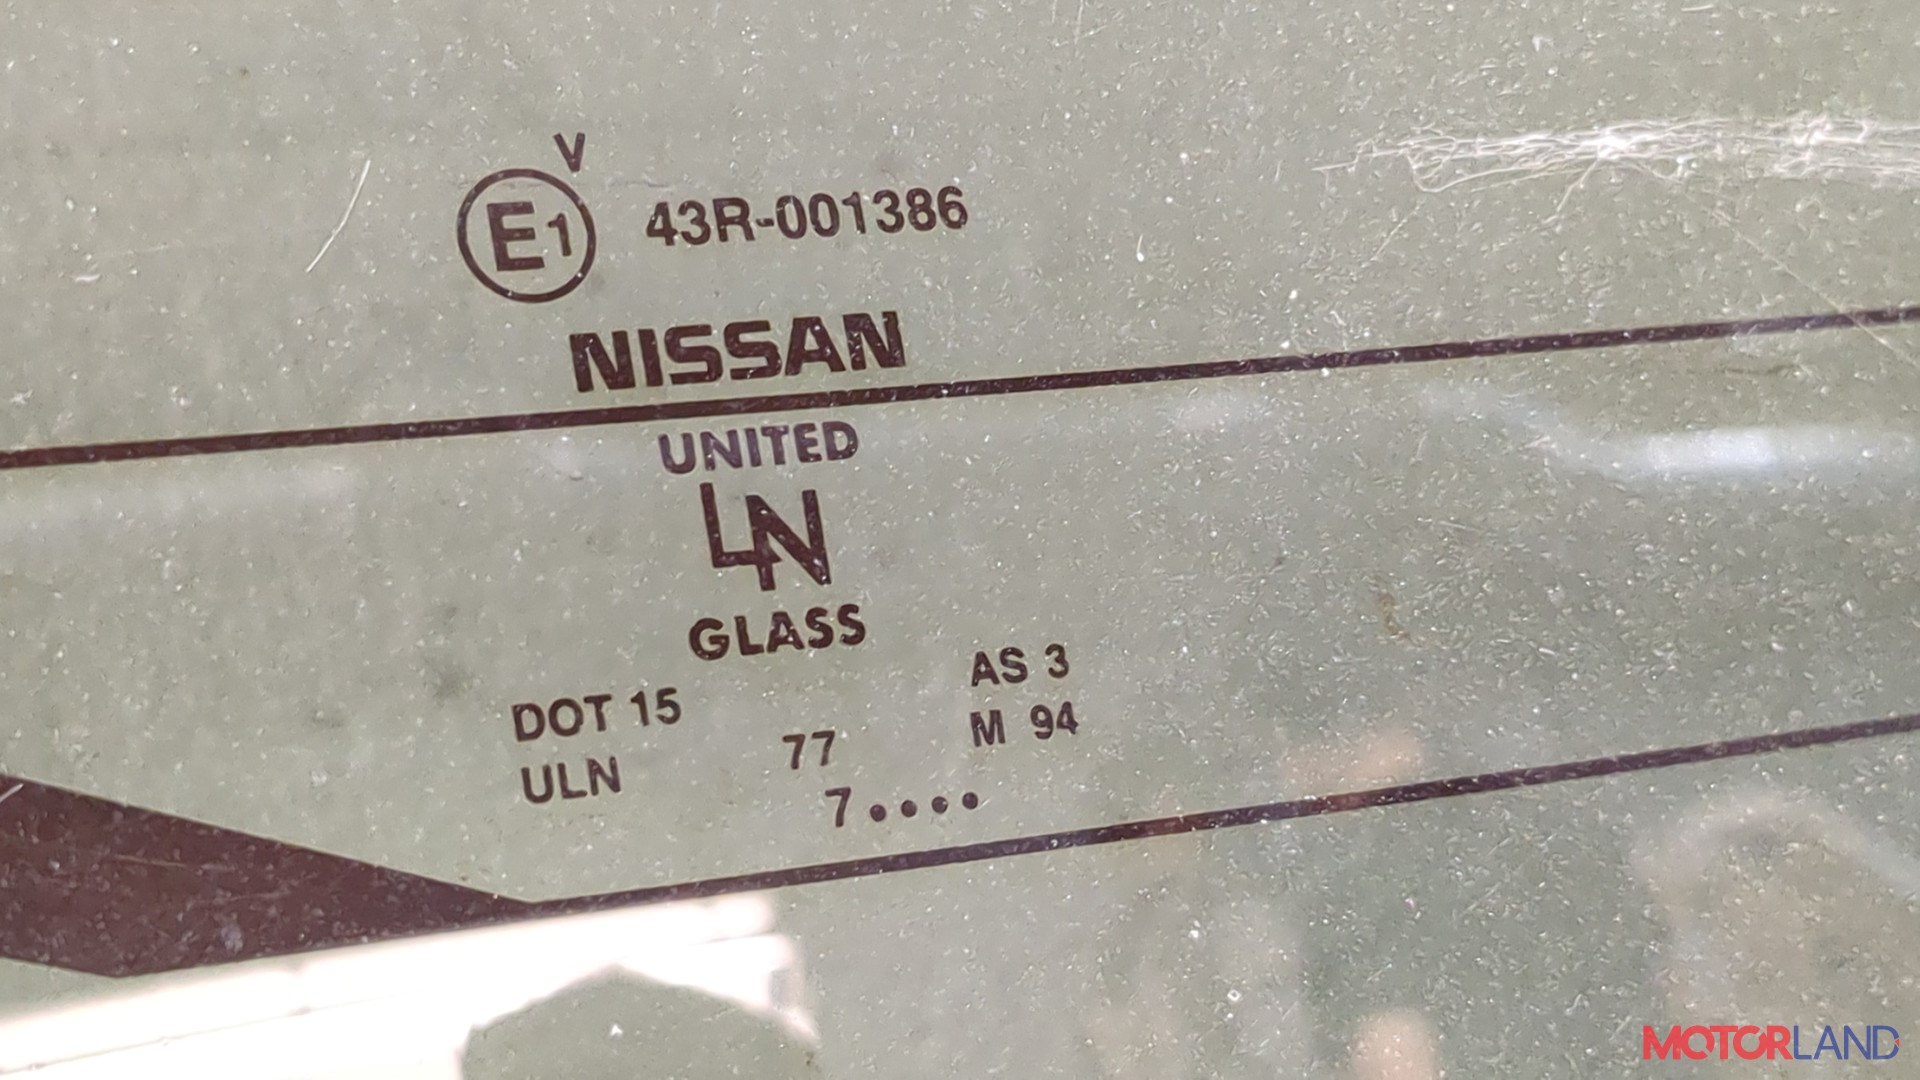 V
E1 43R-001386
NISSAN
UNITED
LN
GLASS
DOT 15 AS 3
ULN 77 M 94
7••••
MOTORLAND